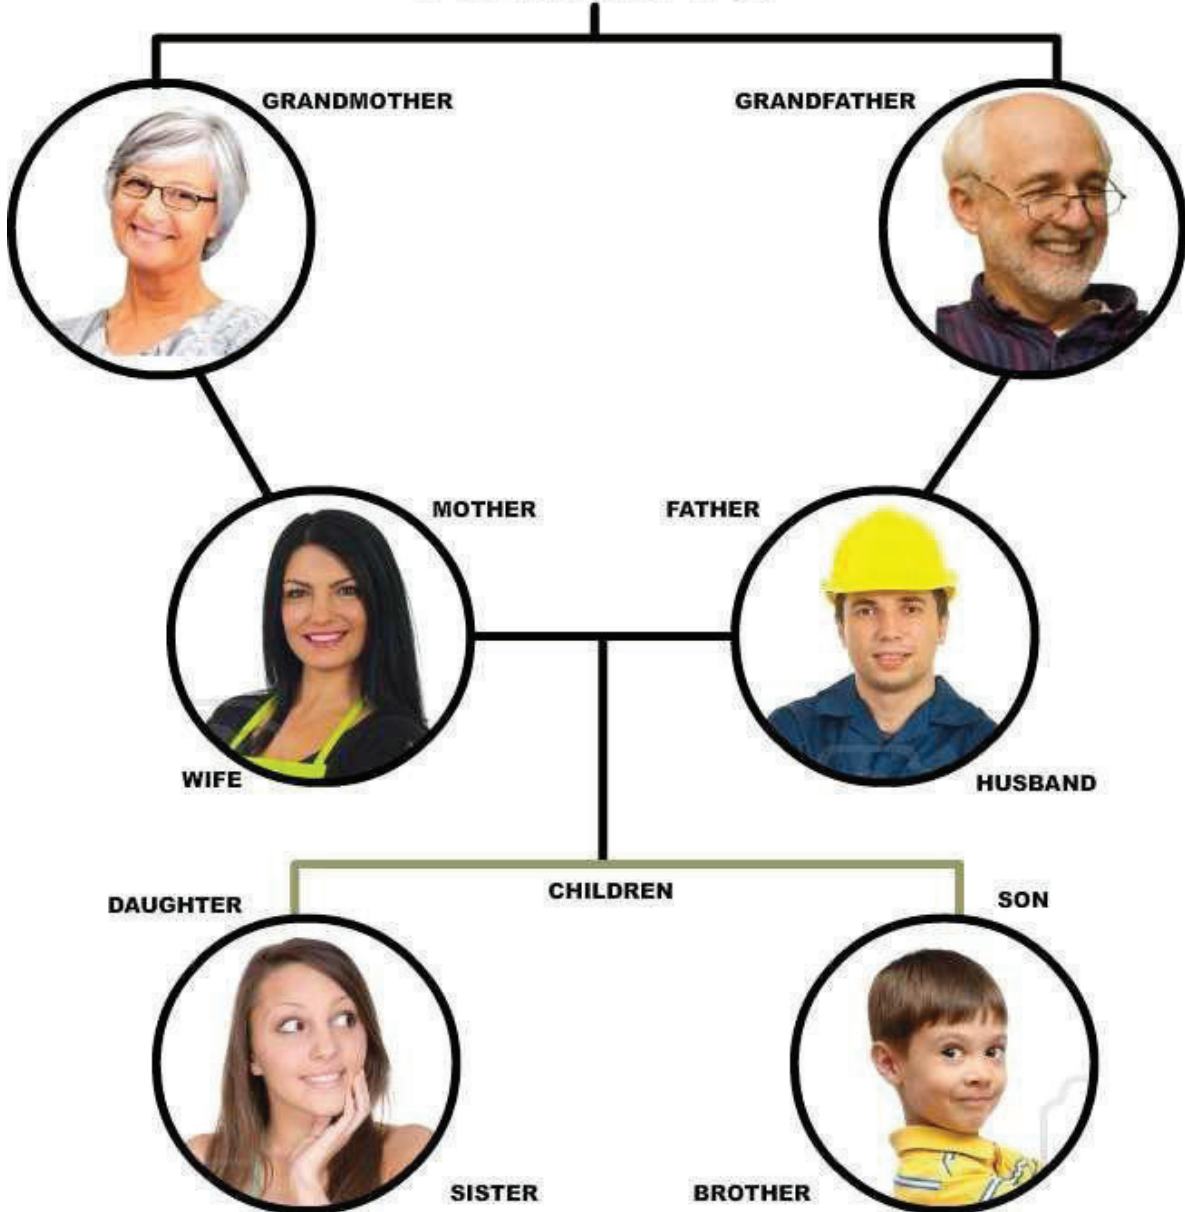 GRANDMOTHER
GRANDFATHER
MOTHER
FATHER
WIFE
HUSBAND
CHILDREN
DAUGHTER
SON
SISTER
BROTHER